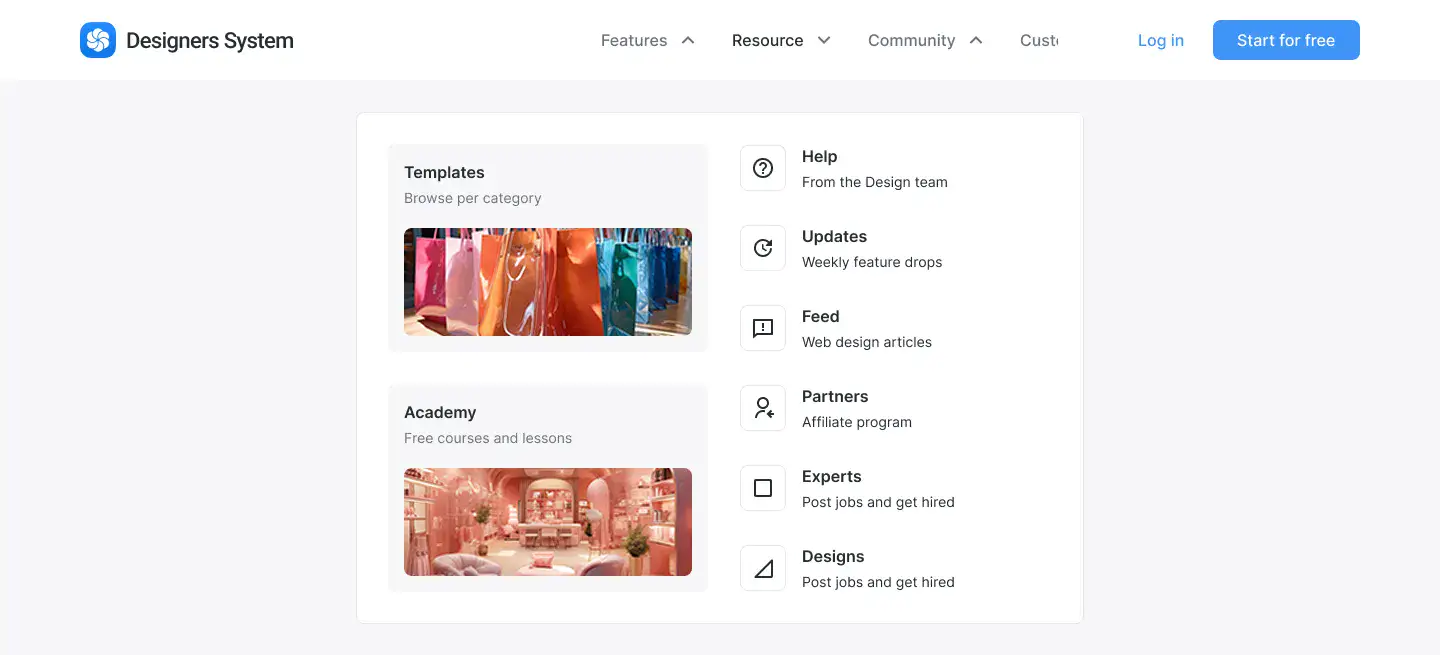 Designers System
Features
Resource
Community
Log in
Start for free
Templates
Browse per category
Academy
Free courses and lessons
Help
From the Design team
Updates
Weekly feature drops
Feed
Web design articles
Partners
Affiliate program
Experts
Post jobs and get hired
Designs
Post jobs and get hired